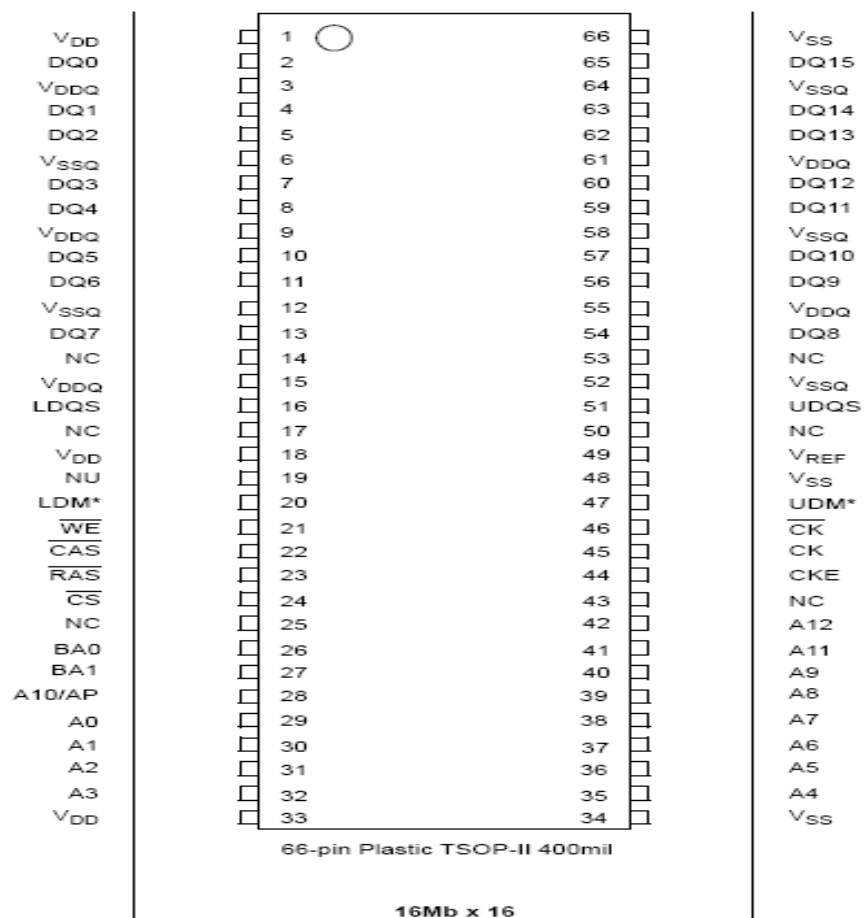 VDD 1 66 VSS
DQ0 2 65 DQ15
VDDQ 3 64 VSSQ
DQ1 4 63 DQ14
DQ2 5 62 DQ13
VSSQ 6 61 VDDQ
DQ3 7 60 DQ12
DQ4 8 59 DQ11
VDDQ 9 58 VSSQ
DQ5 10 57 DQ10
DQ6 11 56 DQ9
VSSQ 12 55 VDDQ
DQ7 13 54 DQ8
NC 14 53 NC
VDDQ 15 52 VSSQ
LDQS 16 51 UDQS
NC 17 50 NC
VDD 18 49 VREF
NU 19 48 VSS
LDM* 20 47 UDM*
W̅E̅ 21 46 C̅K̅
C̅A̅S̅ 22 45 CK
R̅A̅S̅ 23 44 CKE
C̅S̅ 24 43 NC
NC 25 42 A12
BA0 26 41 A11
BA1 27 40 A9
A10/AP 28 39 A8
A0 29 38 A7
A1 30 37 A6
A2 31 36 A5
A3 32 35 A4
VDD 33 34 VSS
66-pin Plastic TSOP-II 400mil
16Mb x 16